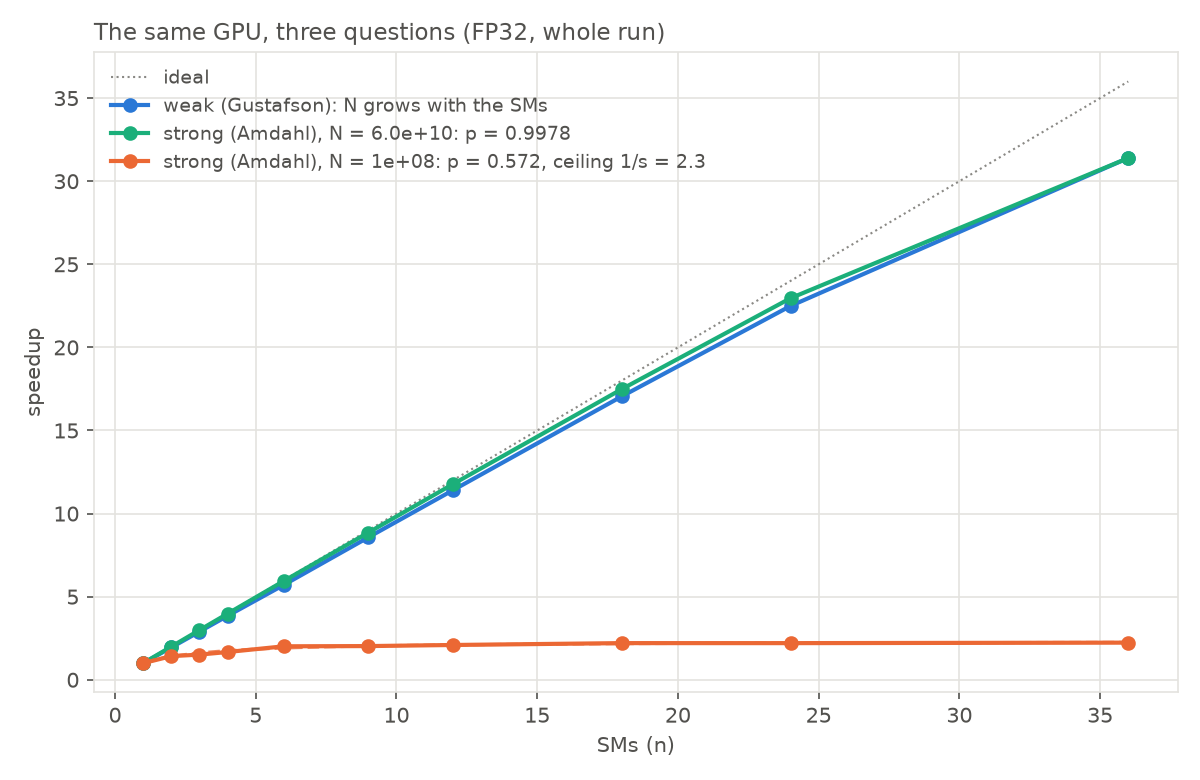 The same GPU, three questions (FP32, whole run)
ideal
weak (Gustafson): N grows with the SMs
strong (Amdahl), N = 6.0e+10: p = 0.9978
strong (Amdahl), N = 1e+08: p = 0.572, ceiling 1/s = 2.3
speedup
35
30
25
20
15
10
5
0
0 5 10 15 20 25 30 35
SMs (n)